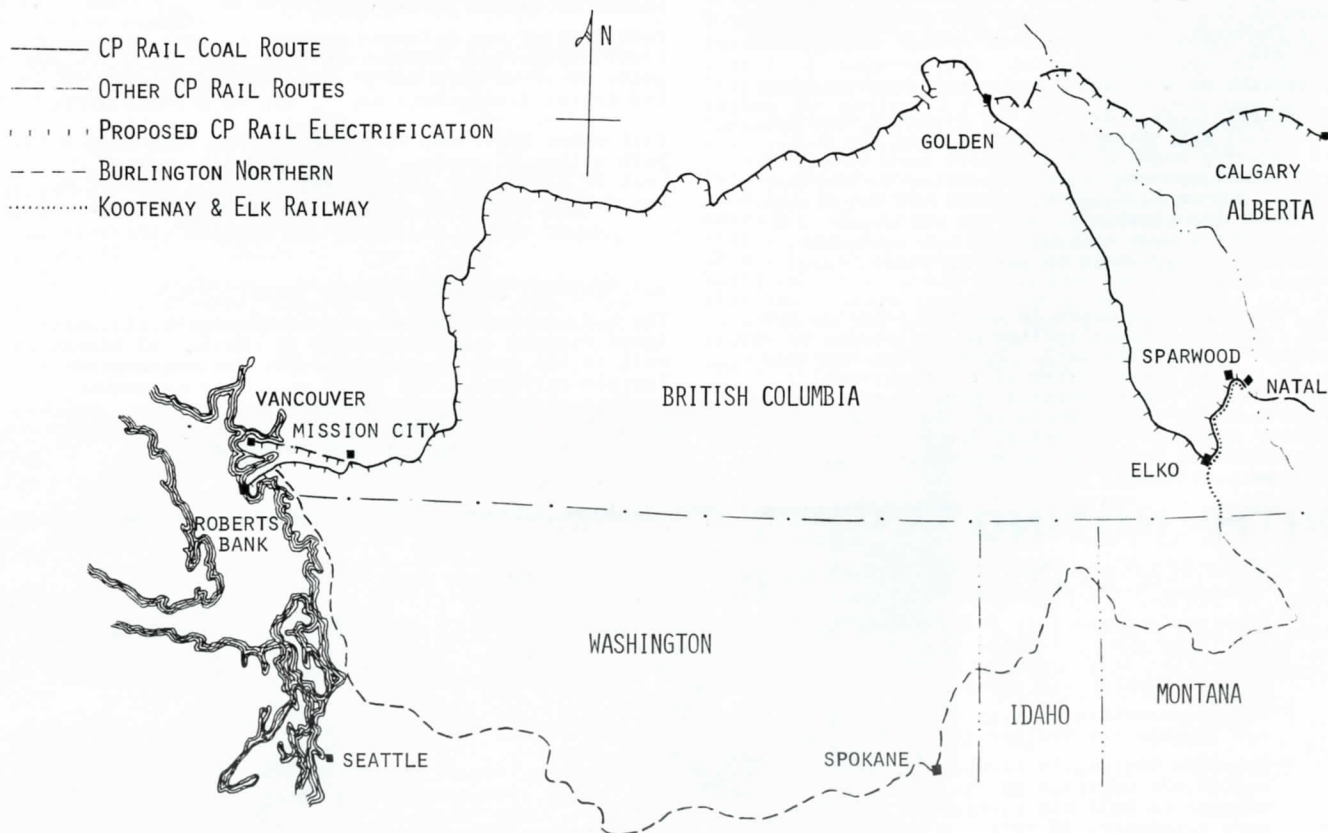 N
CP RAIL COAL ROUTE
OTHER CP RAIL ROUTES
PROPOSED CP RAIL ELECTRIFICATION
BURLINGTON NORTHERN
KOOTENAY & ELK RAILWAY
GOLDEN
CALGARY
ALBERTA
SPARWOOD
NATAL
BRITISH COLUMBIA
VANCOUVER
MISSION CITY
ELKO
ROBERTS
BANK
WASHINGTON
MONTANA
IDAHO
SEATTLE
SPOKANE